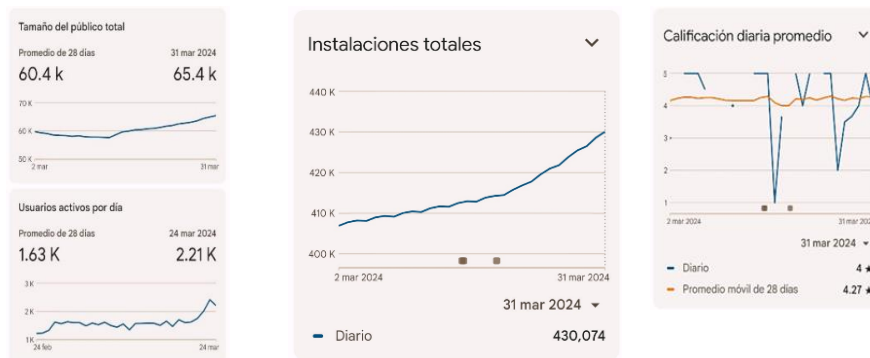 Tamaño del público total
Promedio de 28 días 31 mar 2024
60.4 k 65.4 k
70 K
60 K
50 K
2 mar 31 mar
Usuarios activos por día
Promedio de 28 días 24 mar 2024
1.63 K 2.21 K
3 K
2 K
1 K
24 feb 24 mar
Instalaciones totales
440 K
430 K
420 K
410 K
400 K
2 mar 2024 31 mar 2024
31 mar 2024
Diario 430,074
Calificación diaria promedio
5
4
3
2
1
2 mar 2024 31 mar 202
31 mar 2024
Diario 4 ★
Promedio móvil de 28 días 4.27 ★